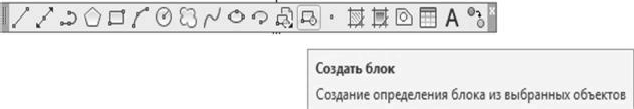 A
Создать блок
Создание определения блока из выбранных объектов